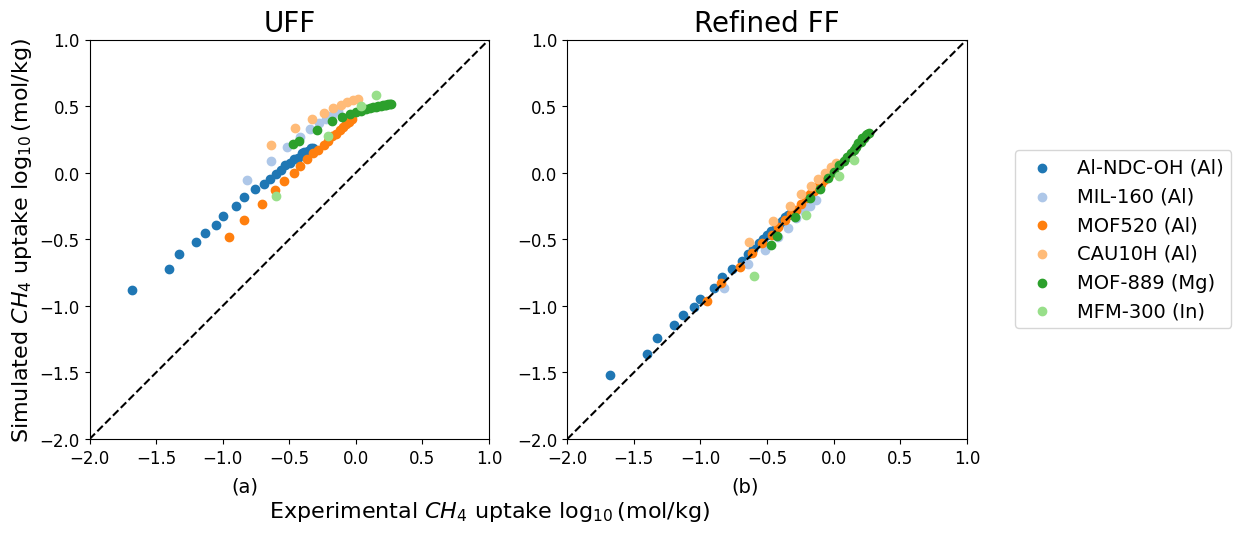 UFF
Refined FF
Simulated CH4 uptake log10 (mol/kg)
1.0
0.5
0.0
−0.5
−1.0
−1.5
−2.0
−2.0 −1.5 −1.0 −0.5 0.0 0.5 1.0
(a)
1.0
0.5
0.0
−0.5
−1.0
−1.5
−2.0
−2.0 −1.5 −1.0 −0.5 0.0 0.5 1.0
(b)
Experimental CH4 uptake log10 (mol/kg)
Al-NDC-OH (Al)
MIL-160 (Al)
MOF520 (Al)
CAU10H (Al)
MOF-889 (Mg)
MFM-300 (In)